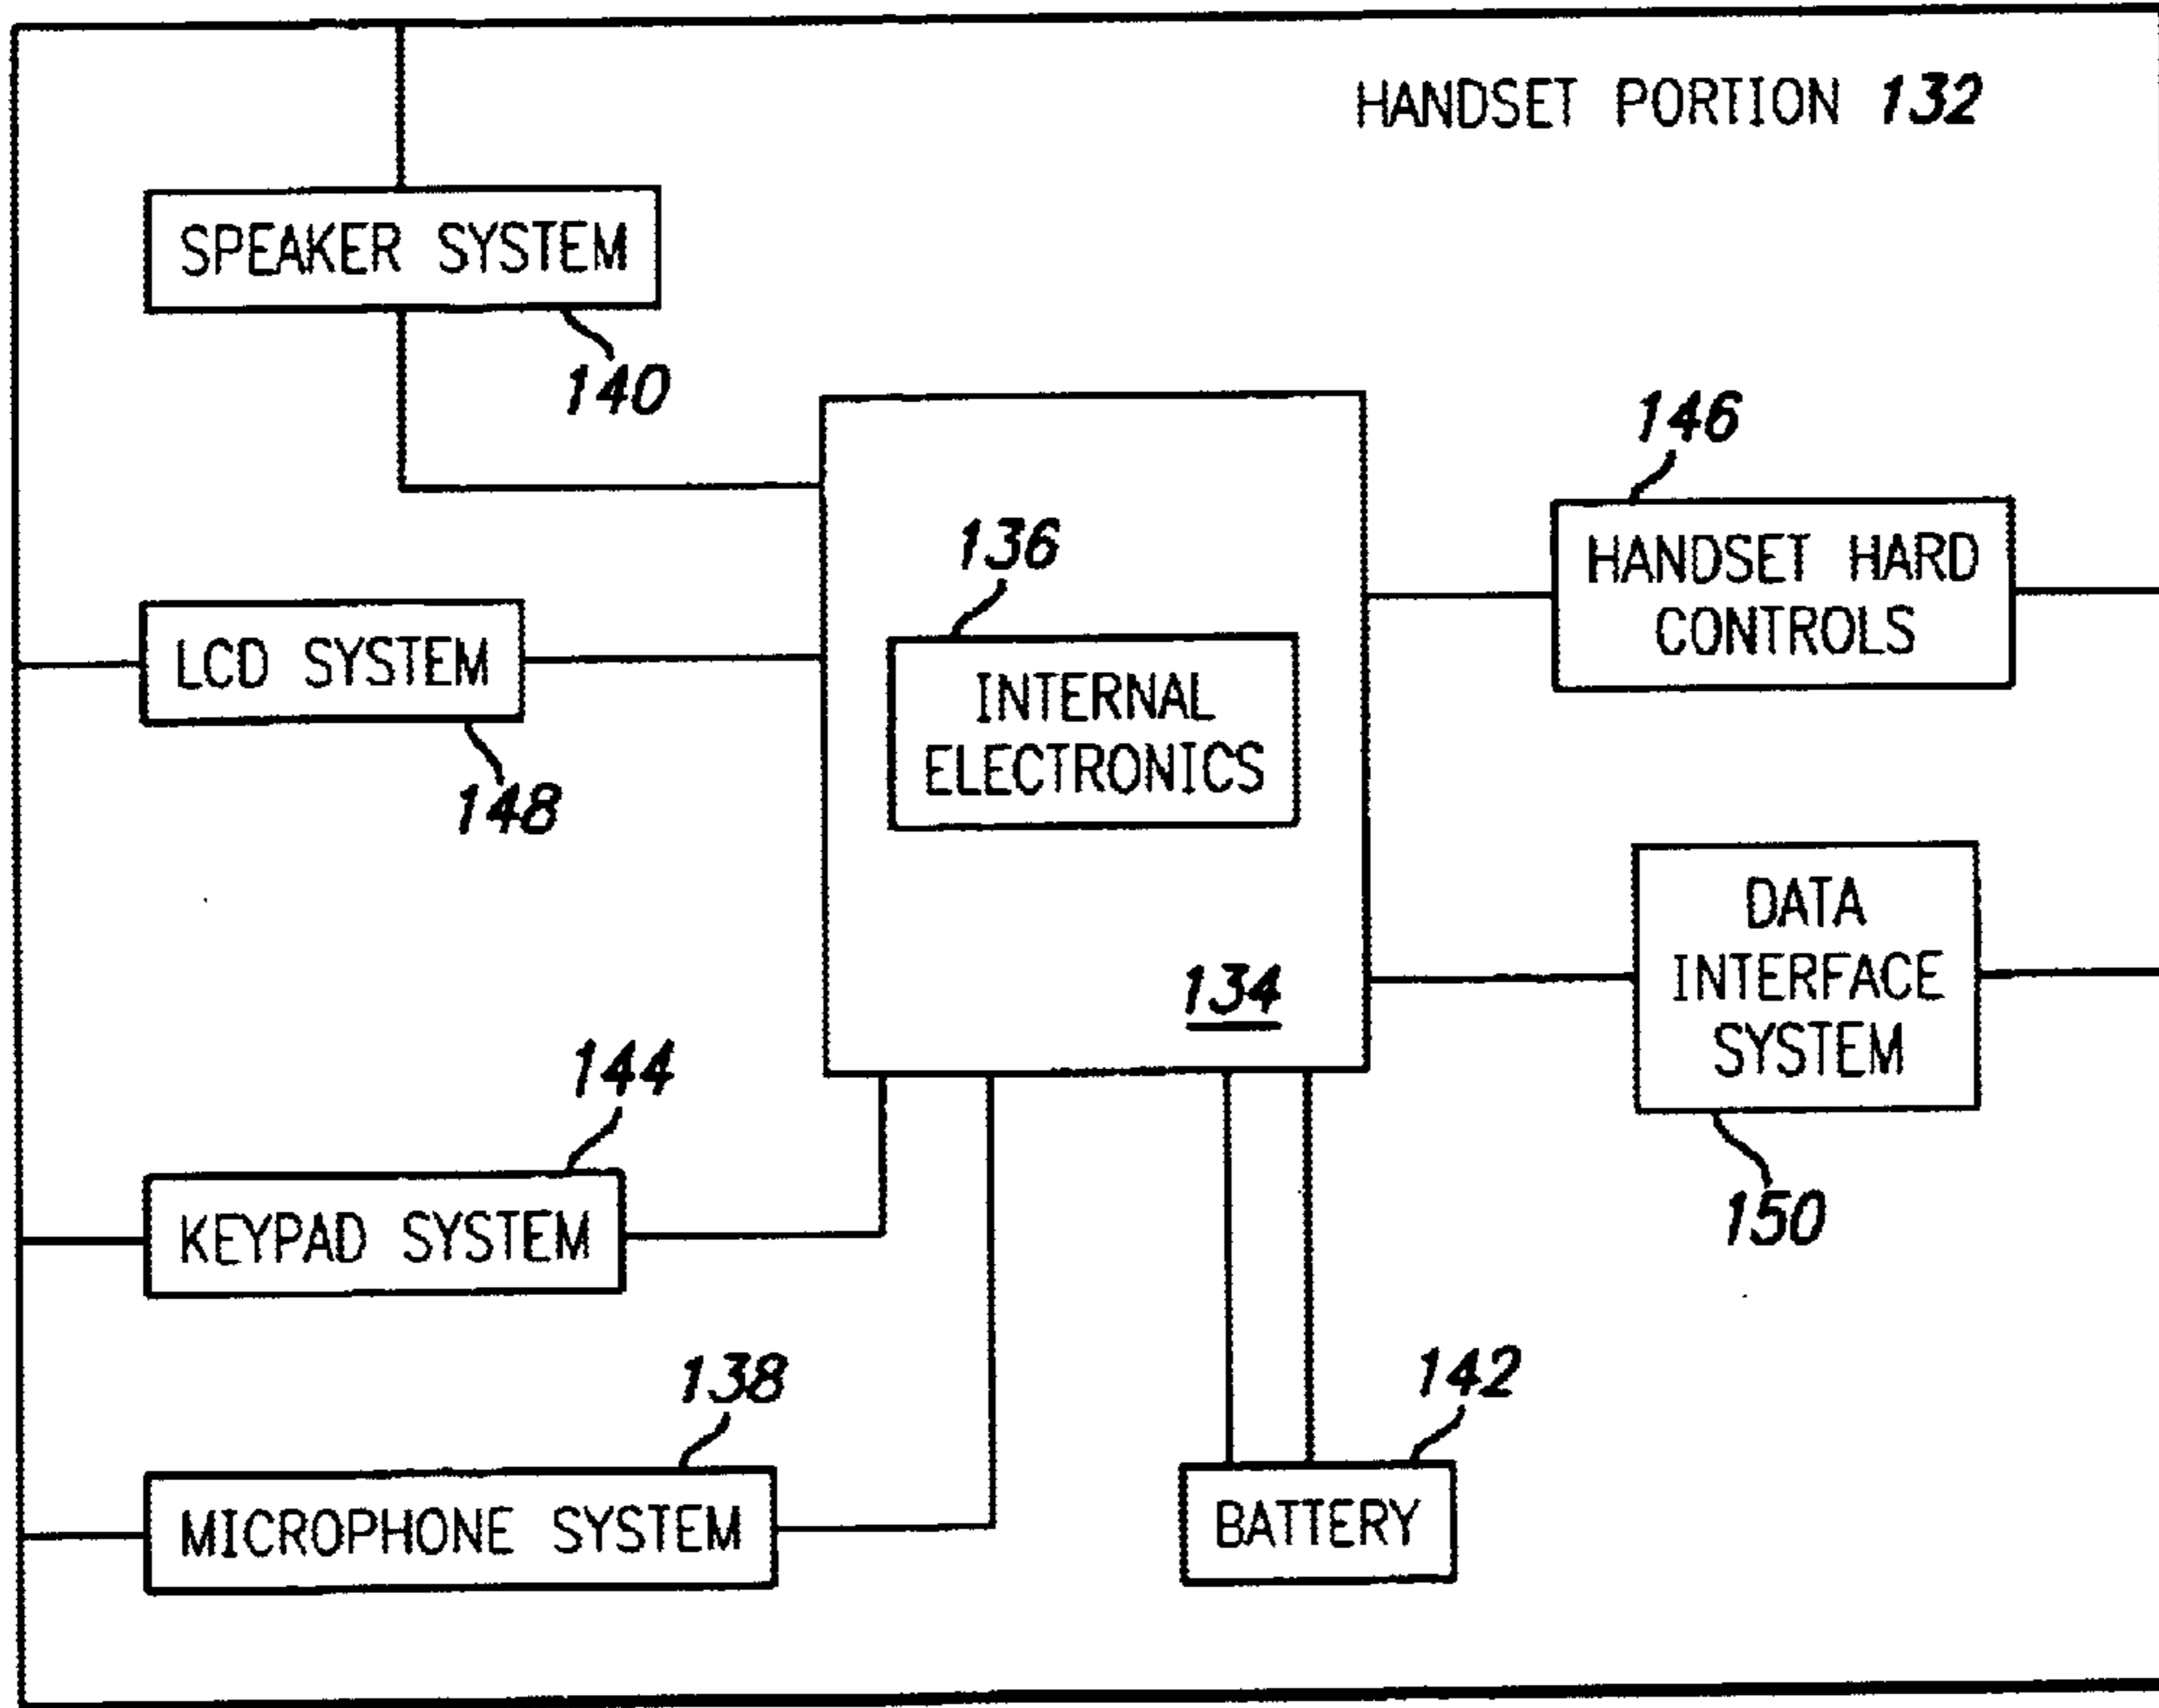 HANDSET PORTION 132
SPEAKER SYSTEM
140
146
HANDSET HARD
CONTROLS
136
INTERNAL
ELECTRONICS
LCD SYSTEM
148
DATA
INTERFACE
SYSTEM
134
150
144
KEYPAD SYSTEM
138
MICROPHONE SYSTEM
142
BATTERY